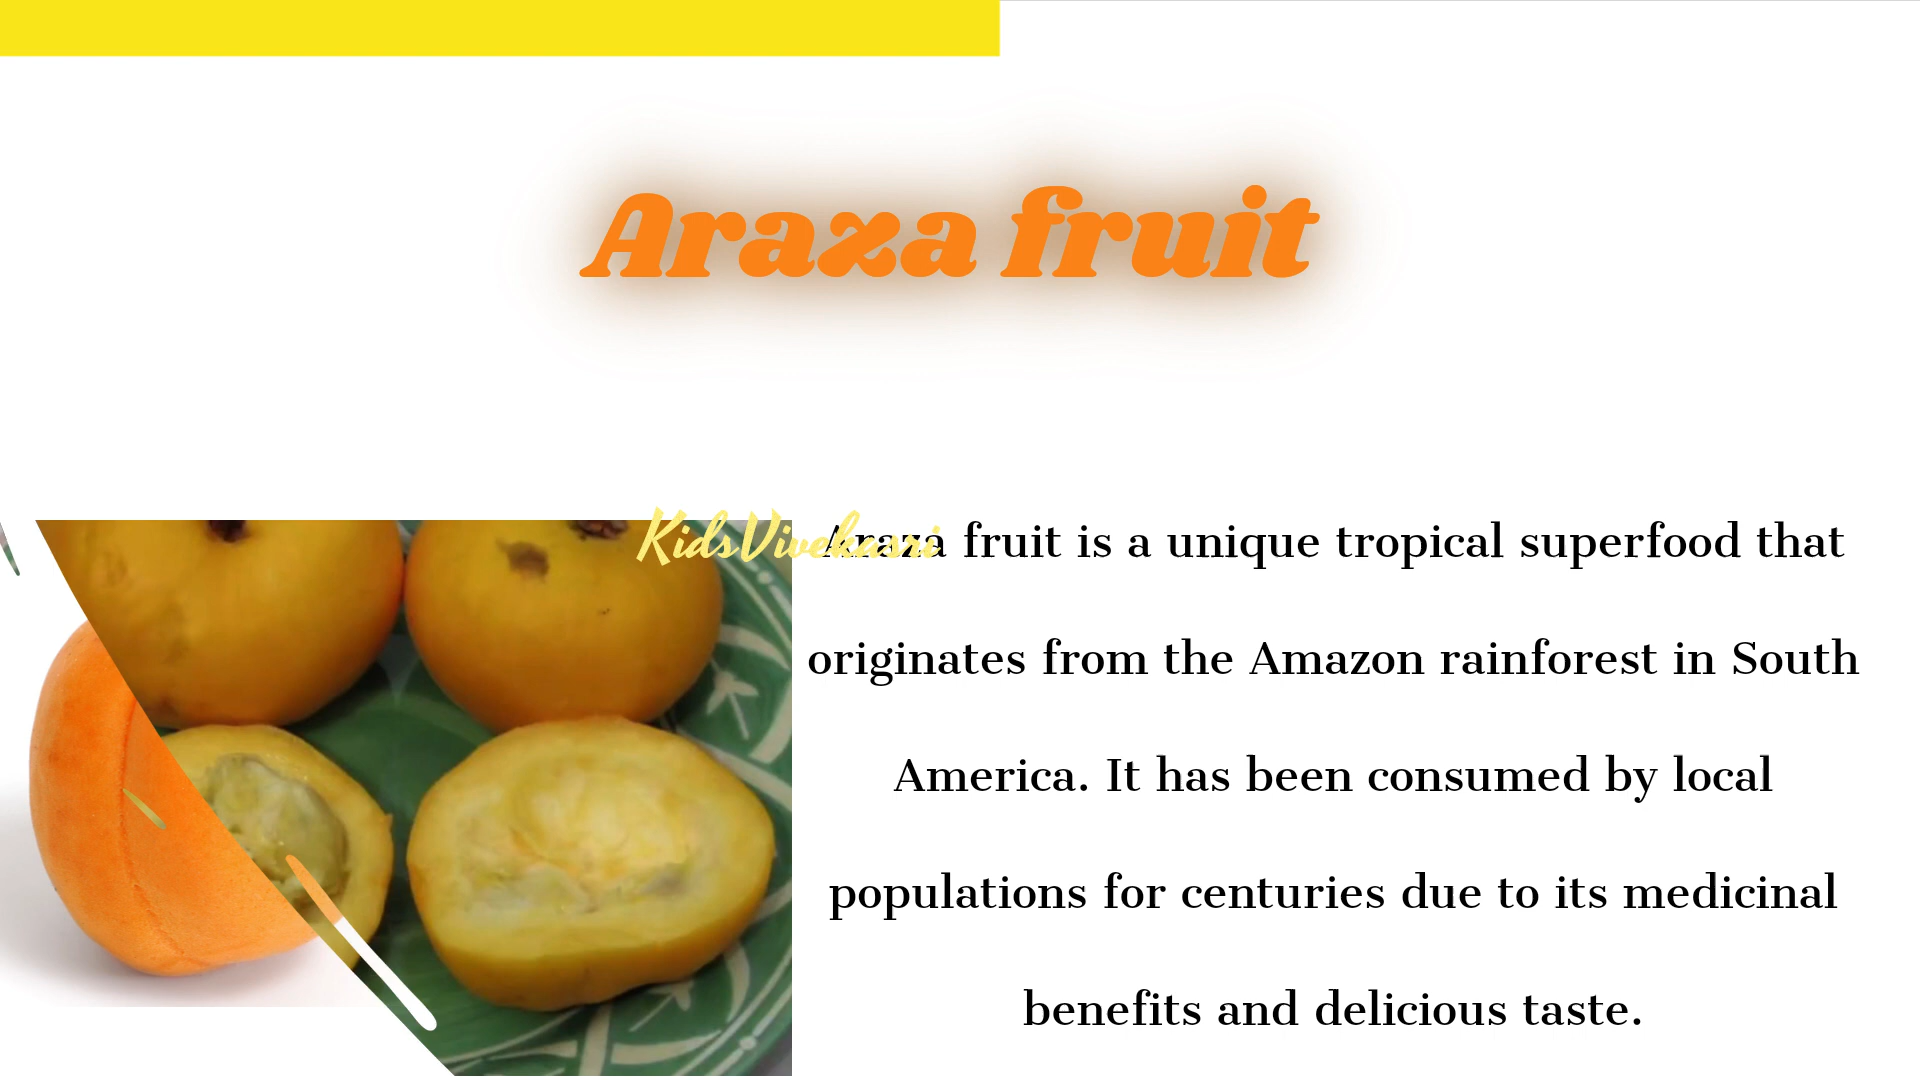 Araza fruit
KidsVivekasri
Araza fruit is a unique tropical superfood that
originates from the Amazon rainforest in South
America. It has been consumed by local
populations for centuries due to its medicinal
benefits and delicious taste.